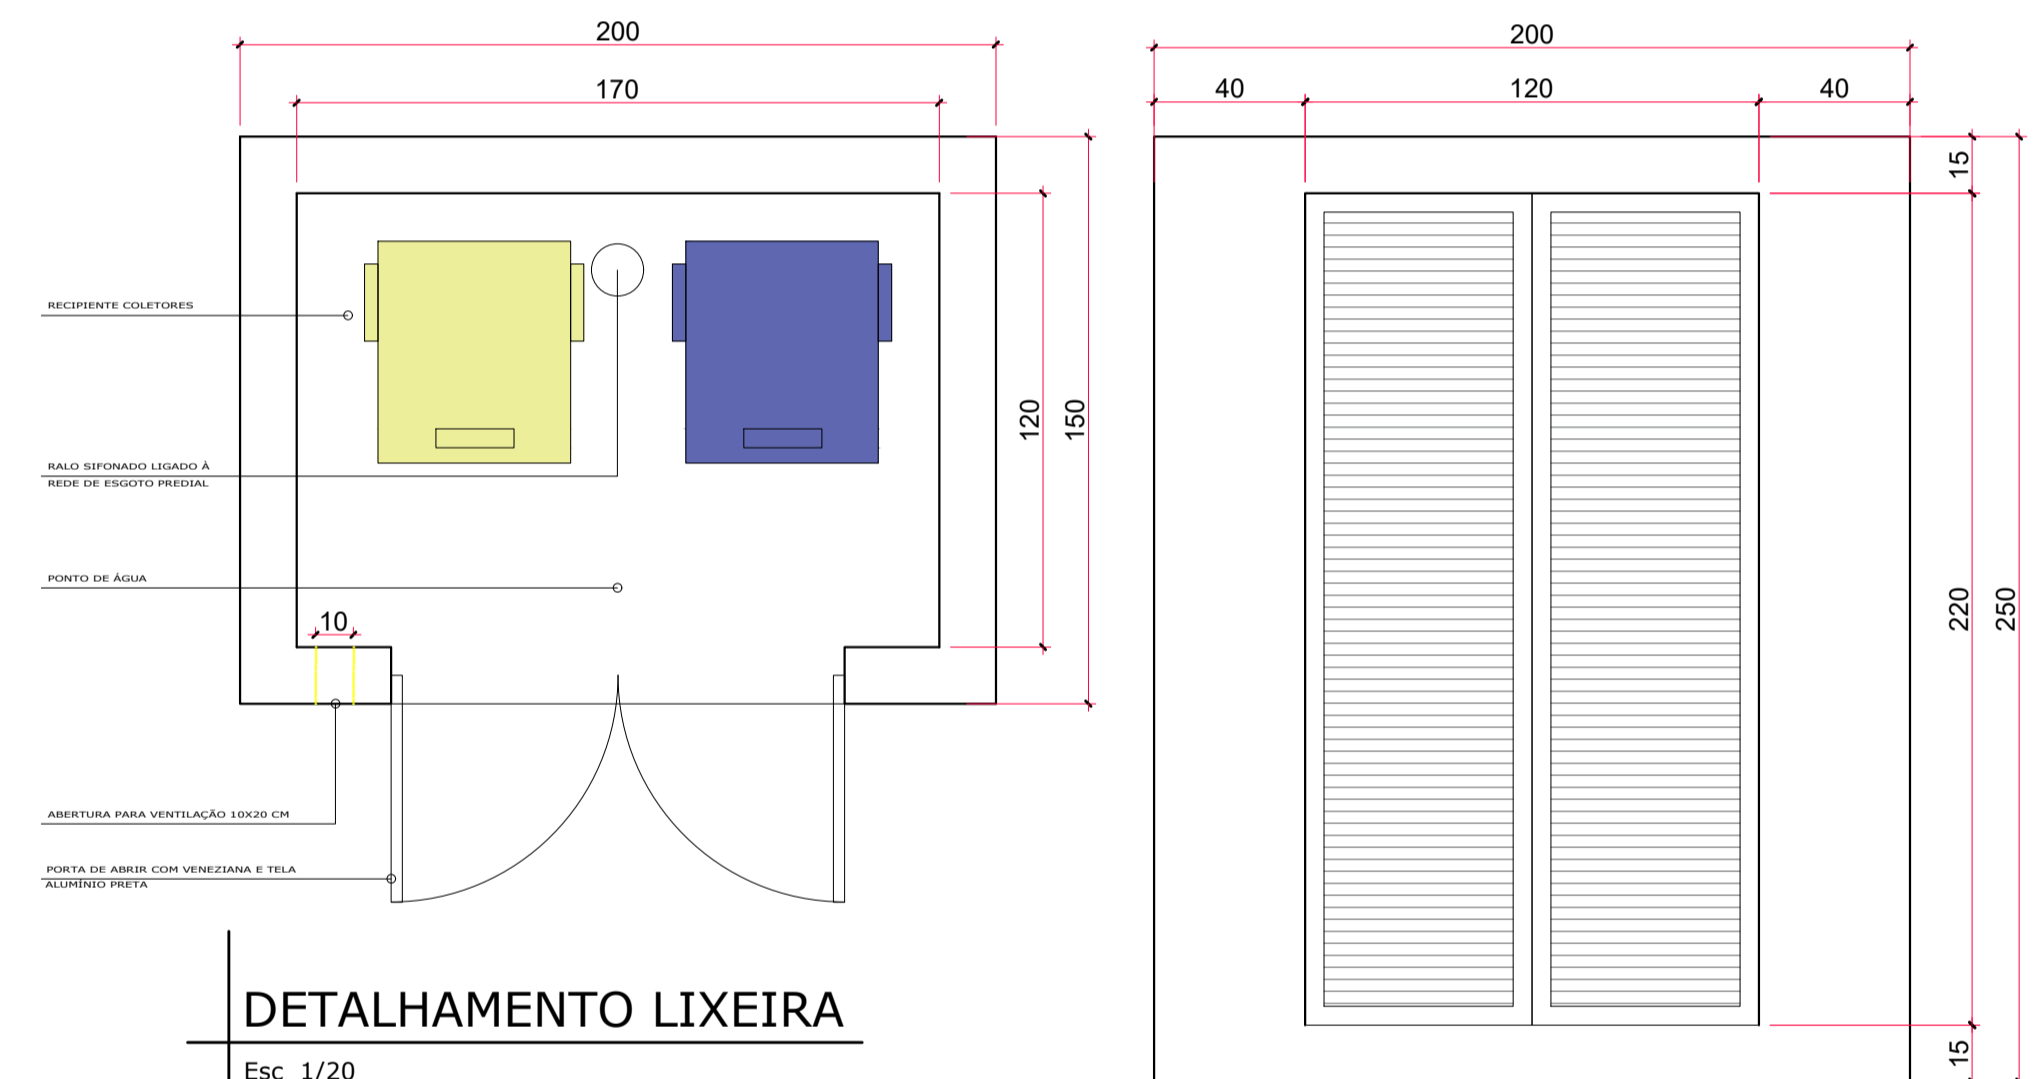 200
170
200
40
120
40
15
120
150
RECIPIENTE COLETORES
RALO SIFONADO LIGADO À
REDE DE ESGOTO PREDIAL
PONTO DE ÁGUA
10
220
250
ABERTURA PARA VENTILAÇÃO 10X20 CM
PORTA DE ABRIR COM VENEZIANA E TELA
ALUMÍNIO PRETA
DETALHAMENTO LIXEIRA
Esc 1/20
15